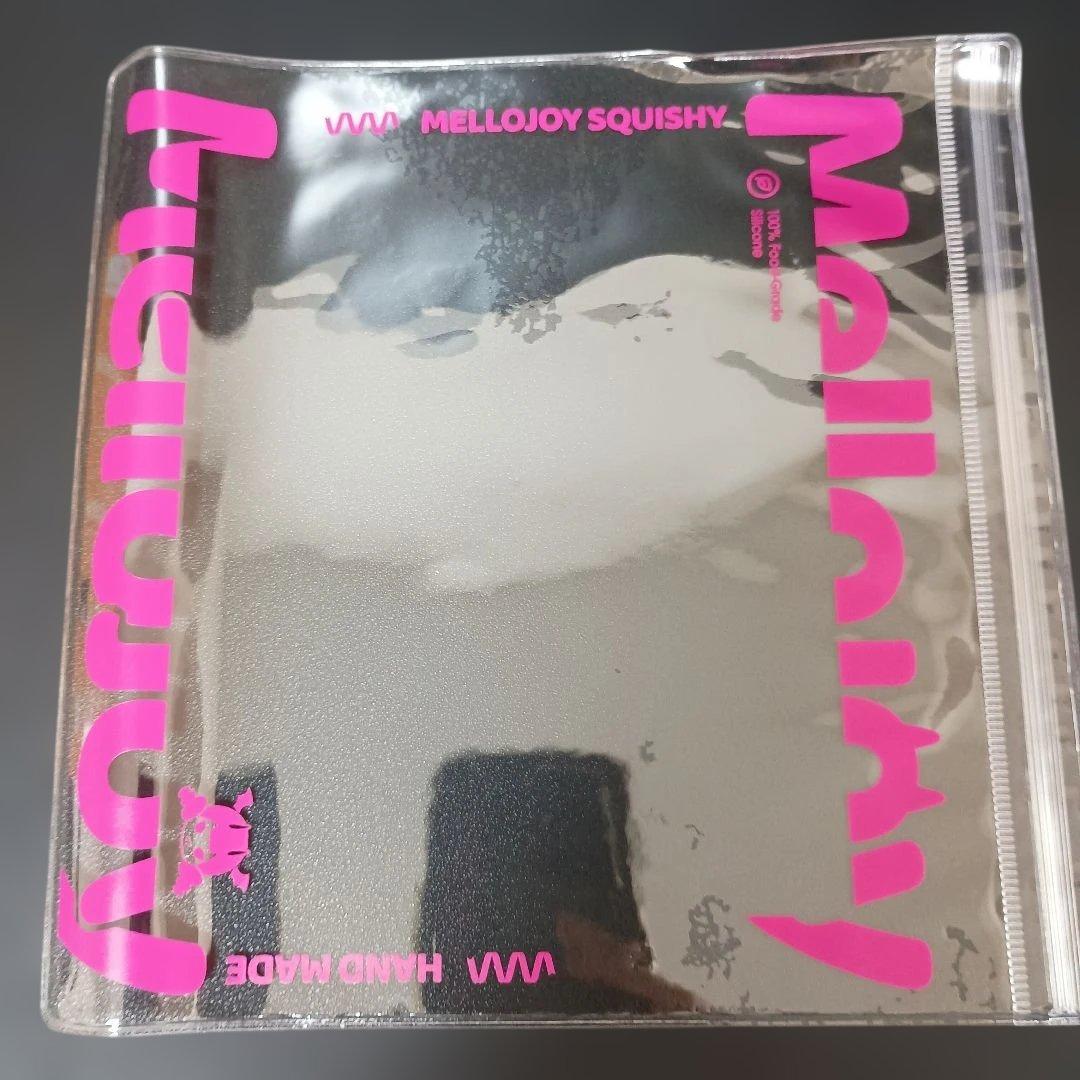 MELLOJOY SQUISHY
Mellojoy
100% Food-Grade
Silicone
Mellojoy
HAND MADE